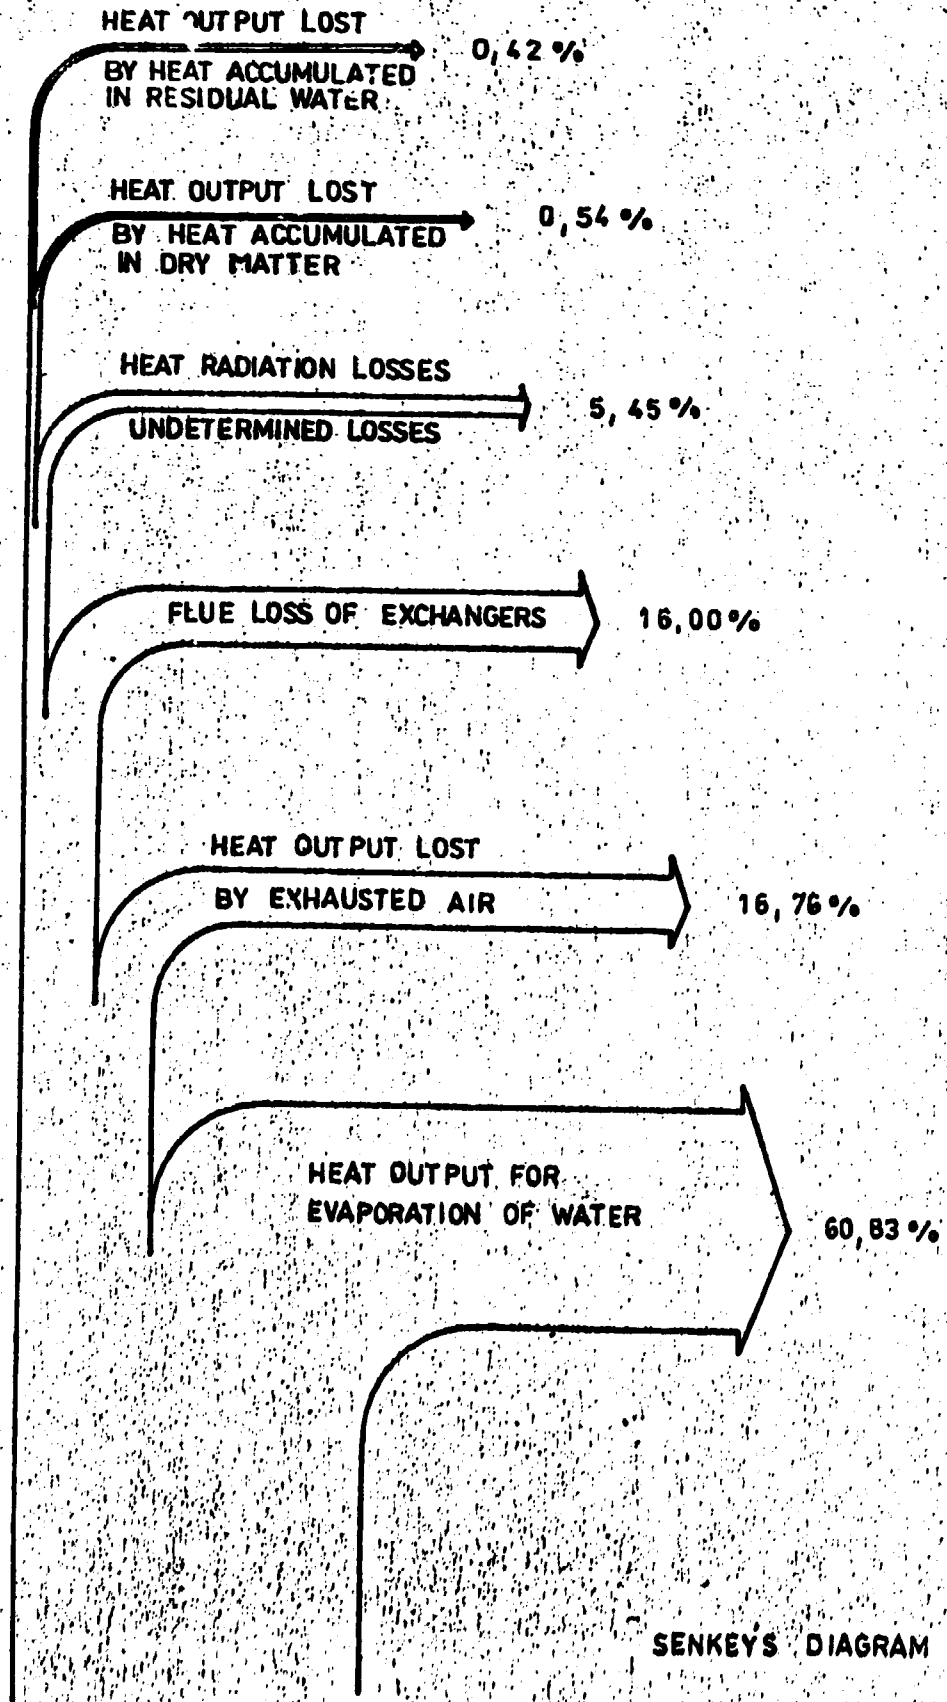 HEAT OUTPUT LOST
0,42 %
BY HEAT ACCUMULATED
IN RESIDUAL WATER
HEAT OUTPUT LOST
0,54 %
BY HEAT ACCUMULATED
IN DRY MATTER
HEAT RADIATION LOSSES
5,45 %
UNDETERMINED LOSSES
FLUE LOSS OF EXCHANGERS
16,00 %
HEAT OUTPUT LOST
BY EXHAUSTED AIR
16,76 %
HEAT OUTPUT FOR
EVAPORATION OF WATER
60,83 %
SENKEY'S DIAGRAM